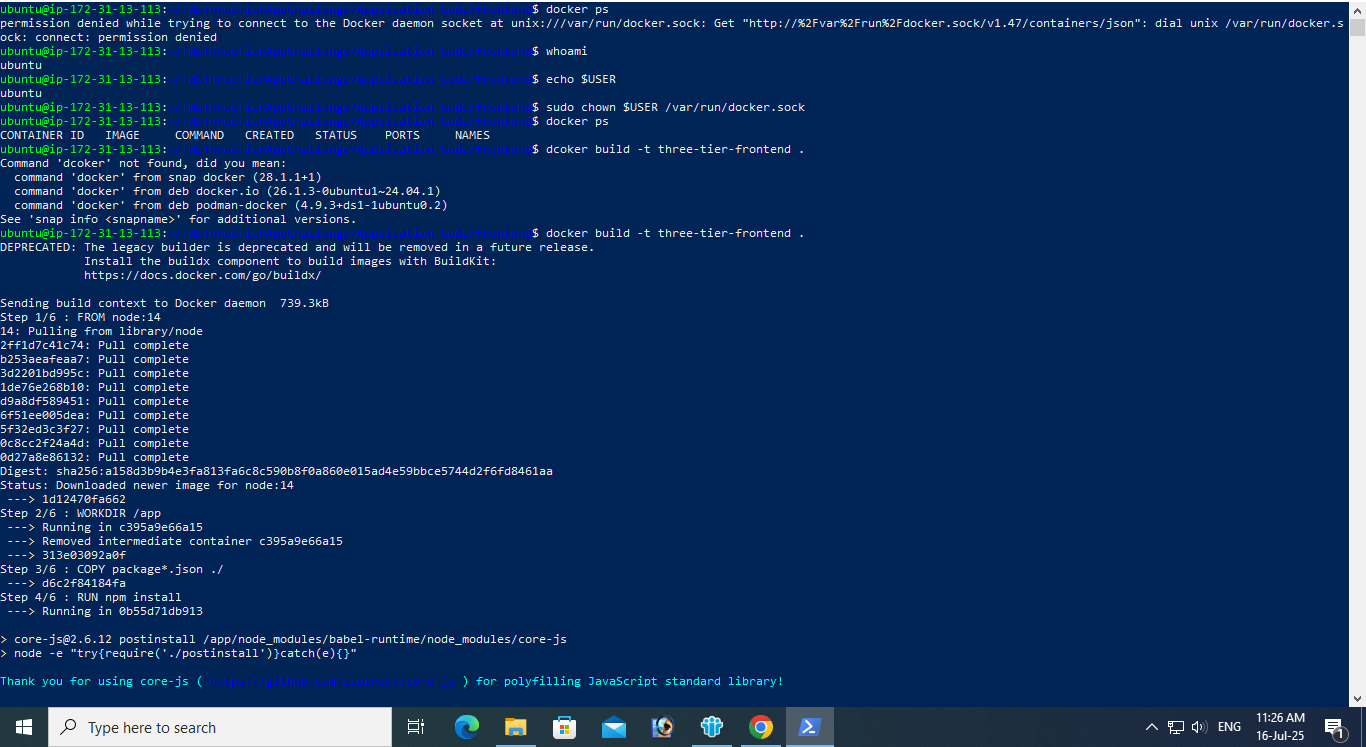 ubuntu@ip-172-31-13-113: $ docker ps
permission denied while trying to connect to the Docker daemon socket at unix:///var/run/docker.sock: Get "http://%2Fvar%2Frun%2Fdocker.sock/v1.47/containers/json": dial unix /var/run/docker.s
ock: connect: permission denied
ubuntu@ip-172-31-13-113: $ whoami
ubuntu
ubuntu@ip-172-31-13-113: $ echo $USER
ubuntu
ubuntu@ip-172-31-13-113: $ sudo chown $USER /var/run/docker.sock
ubuntu@ip-172-31-13-113: $ docker ps
CONTAINER ID   IMAGE     COMMAND   CREATED   STATUS    PORTS     NAMES
ubuntu@ip-172-31-13-113: $ dcoker build -t three-tier-frontend .
Command 'dcoker' not found, did you mean:
  command 'docker' from snap docker (28.1.1+1)
  command 'docker' from deb docker.io (26.1.3-0ubuntu1~24.04.1)
  command 'docker' from deb podman-docker (4.9.3+ds1-1ubuntu0.2)
See 'snap info <snapname>' for additional versions.
ubuntu@ip-172-31-13-113: $ docker build -t three-tier-frontend .
DEPRECATED: The legacy builder is deprecated and will be removed in a future release.
            Install the buildx component to build images with BuildKit:
            https://docs.docker.com/go/buildx/
Sending build context to Docker daemon  739.3kB
Step 1/6 : FROM node:14
14: Pulling from library/node
2ff1d7c41c74: Pull complete
b253aeafeaa7: Pull complete
3d2201bd995c: Pull complete
1de76e268b10: Pull complete
d9a8df589451: Pull complete
6f51ee005dea: Pull complete
5f32ed3c3f27: Pull complete
0c8cc2f24a4d: Pull complete
0d27a8e86132: Pull complete
Digest: sha256:a158d3b9b4e3fa813fa6c8c590b8f0a860e015ad4e59bbce5744d2f6fd8461aa
Status: Downloaded newer image for node:14
 ---> 1d12470fa662
Step 2/6 : WORKDIR /app
 ---> Running in c395a9e66a15
 ---> Removed intermediate container c395a9e66a15
 ---> 313e03092a0f
Step 3/6 : COPY package*.json ./
 ---> d6c2f84184fa
Step 4/6 : RUN npm install
 ---> Running in 0b55d71db913
> core-js@2.6.12 postinstall /app/node_modules/babel-runtime/node_modules/core-js
> node -e "try{require('./postinstall')}catch(e){}"
Thank you for using core-js ( ) for polyfilling JavaScript standard library!
Type here to search
ENG
11:26 AM
16-Jul-25
1